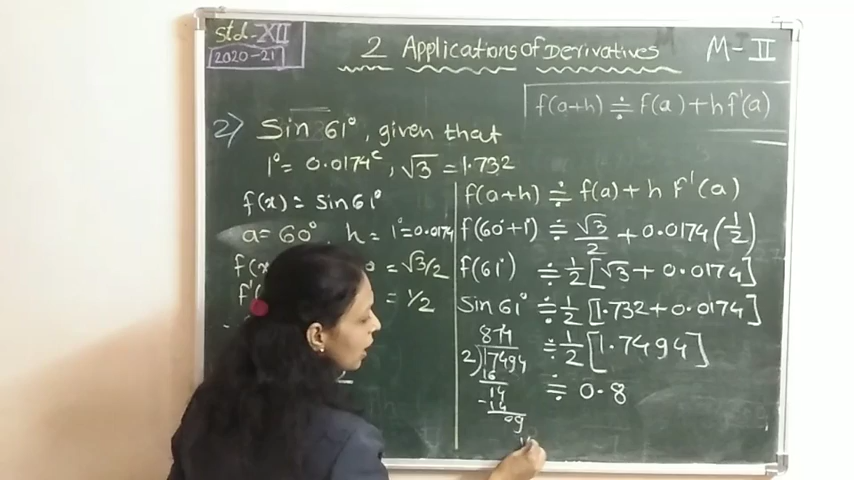 Std-XII
2020-21
2 Applications of Derivatives
M-II
f(a+h) ≑ f(a)+hf'(a)
2) Sin 61°, given that
1° = 0.0174ᶜ, √3 = 1.732
f(x) = sin 61°
a = 60° h = 1° = 0.0174
= √3/2
= 1/2
f(a+h) ≑ f(a) + h f'(a)
f(60°+1°) ≑ √3/2 + 0.0174 (1/2)
f(61°) ≑ 1/2 [√3 + 0.0174]
Sin 61° ≑ 1/2 [1.732 + 0.0174]
≑ 1/2 [1.7494]
≑ 0.8
874
2)17494
16
14
-14
09